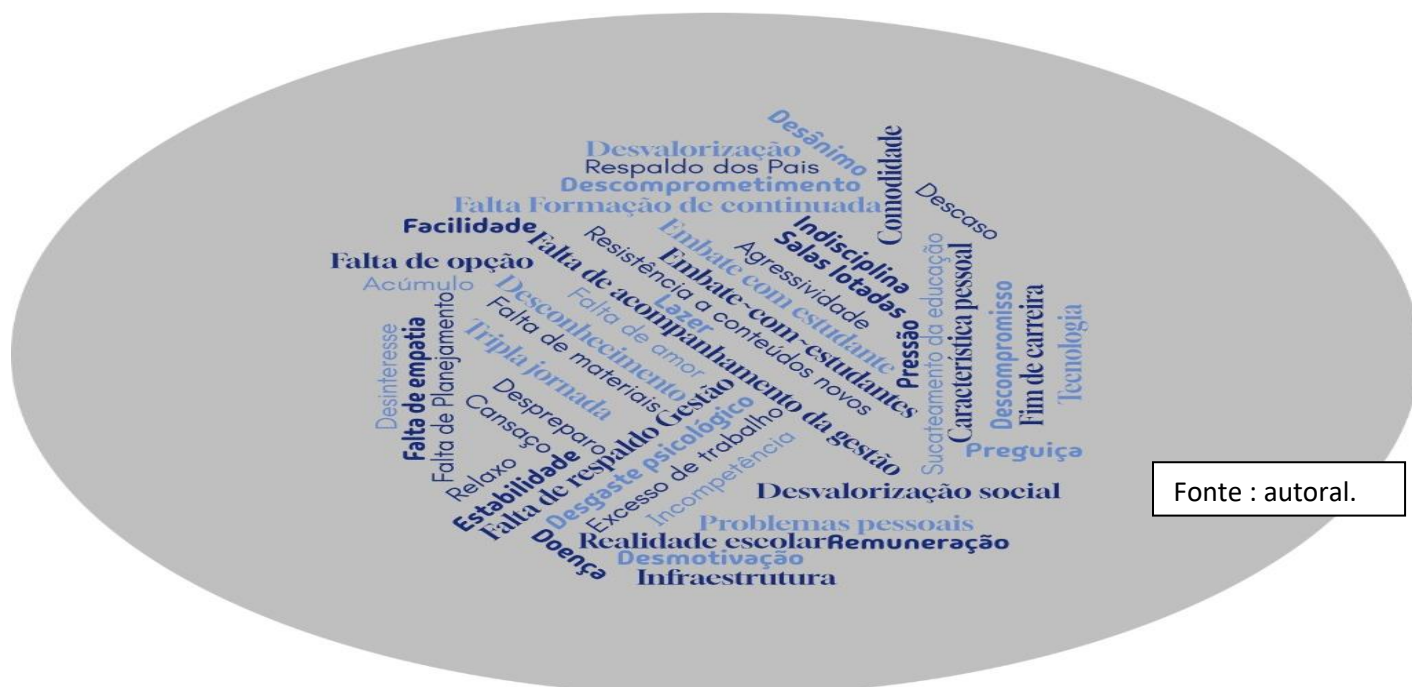 Desânimo
Desvalorização
Respaldo dos Pais
Descomprometimento
Falta Formação de continuada
Comodidade
Descaso
Facilidade
Falta de opção
Acúmulo
Falta de acompanhamento da gestão
Resistência a conteúdos novos
Embate~com~estudantes
Embate com estudante
Agressividade
Indisciplina
Salas lotadas
Pressão
Sucateamento da educação
Característica pessoal
Descompromisso
Fim de carreira
Tecnologia
Preguiça
Lazer
Falta de amor
Desconhecimento
Falta de materiais
Tripla jornada
Desinteresse
Falta de empatia
Falta de Planejamento
Despreparo
Cansaço
Relaxo
Estabilidade
Falta de respaldo Gestão
Desgaste psicológico
Excesso de trabalho
Incompetência
Doença
Desvalorização social
Problemas pessoais
Realidade escolar
Remuneração
Desmotivação
Infraestrutura
Fonte : autoral.